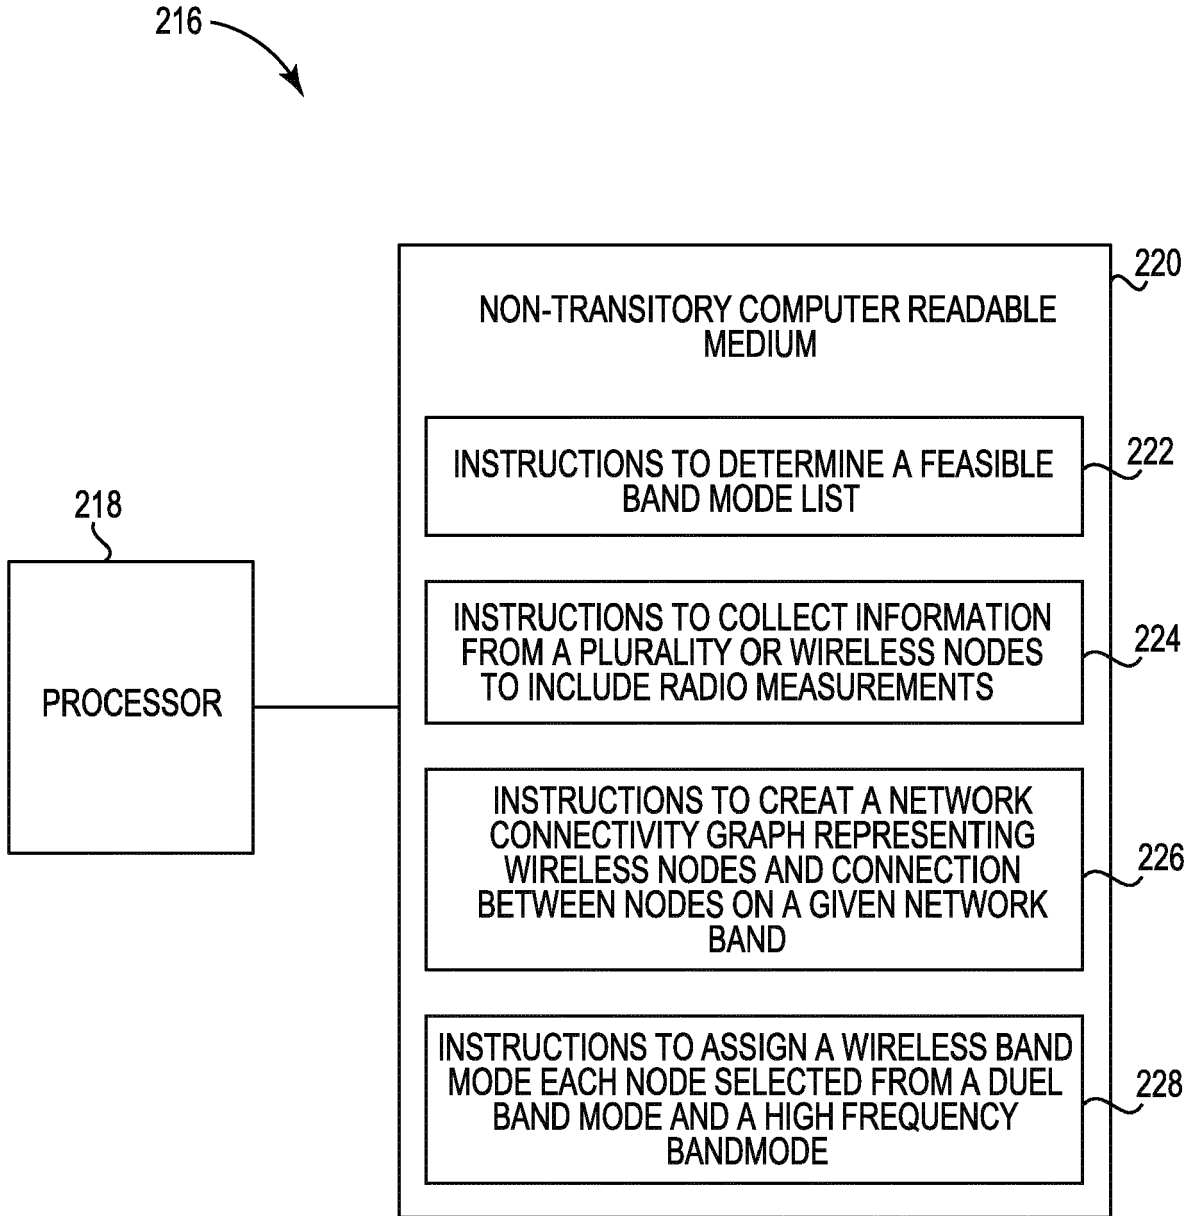 216
220
NON-TRANSITORY COMPUTER READABLE
MEDIUM
INSTRUCTIONS TO DETERMINE A FEASIBLE
BAND MODE LIST
222
218
PROCESSOR
INSTRUCTIONS TO COLLECT INFORMATION
FROM A PLURALITY OR WIRELESS NODES
TO INCLUDE RADIO MEASUREMENTS
224
INSTRUCTIONS TO CREAT A NETWORK
CONNECTIVITY GRAPH REPRESENTING
WIRELESS NODES AND CONNECTION
BETWEEN NODES ON A GIVEN NETWORK
BAND
226
INSTRUCTIONS TO ASSIGN A WIRELESS BAND
MODE EACH NODE SELECTED FROM A DUEL
BAND MODE AND A HIGH FREQUENCY
BANDMODE
228